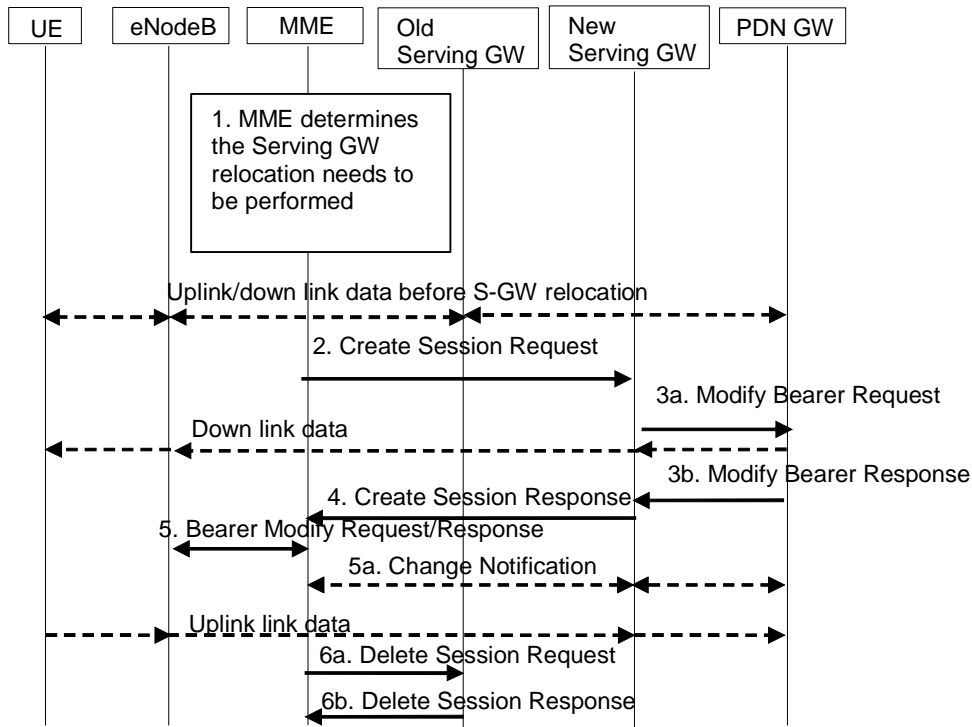 UE
eNodeB
MME
Old
Serving GW
New
Serving GW
PDN GW
1. MME determines
the Serving GW
relocation needs to
be performed
Uplink/down link data before S-GW relocation
2. Create Session Request
3a. Modify Bearer Request
Down link data
3b. Modify Bearer Response
4. Create Session Response
5. Bearer Modify Request/Response
5a. Change Notification
Uplink link data
6a. Delete Session Request
6b. Delete Session Response